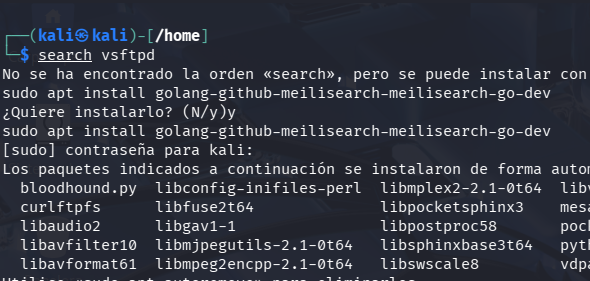 ┌──(kali㉿kali)-[/home]
└─$ search vsftpd
No se ha encontrado la orden «search», pero se puede instalar con
sudo apt install golang-github-meilisearch-meilisearch-go-dev
¿Quiere instalarlo? (N/y)y
sudo apt install golang-github-meilisearch-meilisearch-go-dev
[sudo] contraseña para kali:
Los paquetes indicados a continuación se instalaron de forma auto
bloodhound.py libconfig-inifiles-perl libmplex2-2.1-0t64 libv
curlftpfs libfuse2t64 libpocketsphinx3 mesa
libaudio2 libgav1-1 libpostproc58 pock
libavfilter10 libmjpegutils-2.1-0t64 libsphinxbase3t64 pyth
libavformat61 libmpeg2encpp-2.1-0t64 libswscale8 vdpa